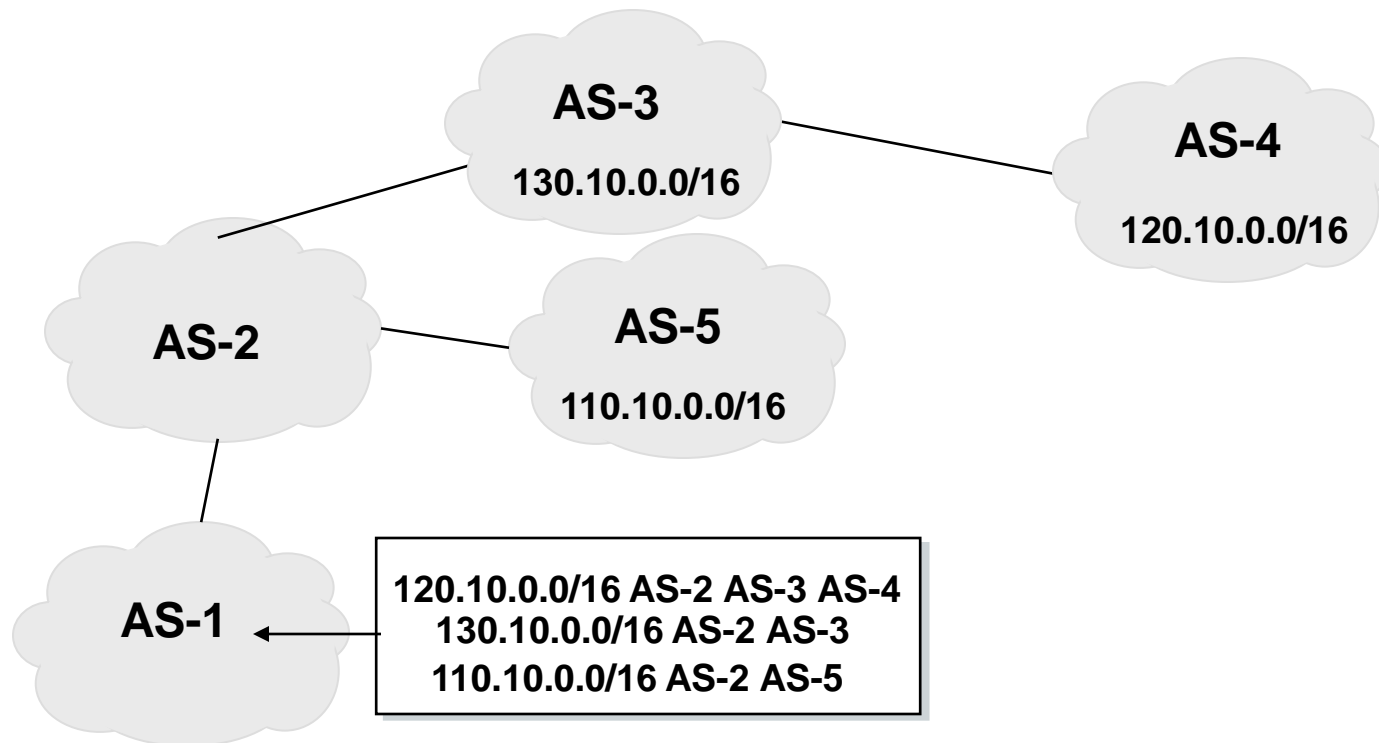 AS-3
130.10.0.0/16
AS-4
120.10.0.0/16
AS-2
AS-5
110.10.0.0/16
AS-1
120.10.0.0/16 AS-2 AS-3 AS-4
130.10.0.0/16 AS-2 AS-3
110.10.0.0/16 AS-2 AS-5